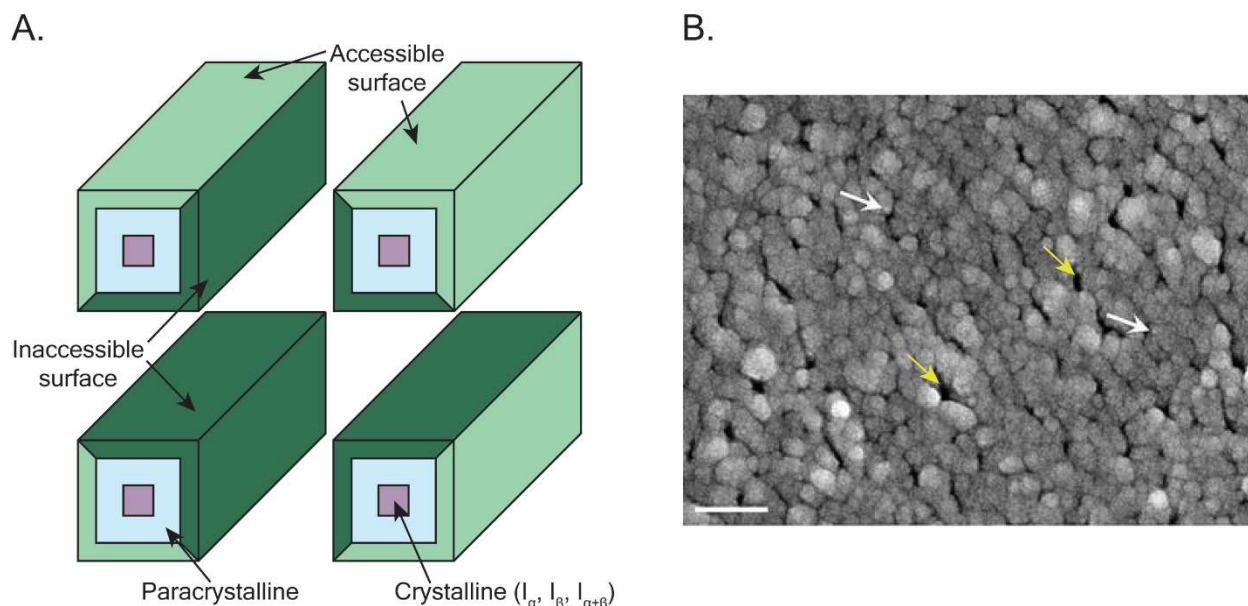 A.
B.
Accessible
surface
Inaccessible
surface
Paracrystalline
Crystalline (Iα, Iβ, Iα+β)